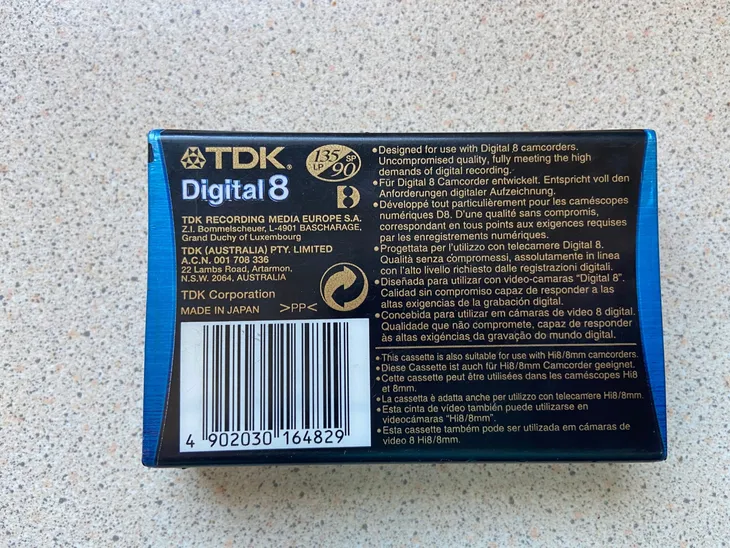 TDK®
Digital 8
135 LP
SP 90
TDK RECORDING MEDIA EUROPE S.A.
Z.I. Bommelscheuer, L-4901 BASCHARAGE,
Grand Duchy of Luxembourg
TDK (AUSTRALIA) PTY. LIMITED
A.C.N. 001 708 336
22 Lambs Road, Artarmon,
N.S.W. 2064, AUSTRALIA
TDK Corporation
MADE IN JAPAN >PP<
4 902030 164829
•Designed for use with Digital 8 camcorders.
Uncompromised quality, fully meeting the high
demands of digital recording.
•Für Digital 8 Camcorder entwickelt. Entspricht voll den
Anforderungen digitaler Aufzeichnung.
•Développé tout particulièrement pour les caméscopes
numériques D8. D'une qualité sans compromis,
correspondant en tous points aux exigences requises
par les enregistrements numériques.
•Progettata per l'utilizzo con telecamere Digital 8.
Qualità senza compromessi, assolutamente in linea
con l'alto livello richiesto dalle registrazioni digitali.
•Diseñada para utilizar con video-camaras "Digital 8".
Calidad sin compromiso capaz de responder a las
altas exigencias de la grabación digital.
•Concebida para utilizar em cámaras de video 8 digital.
Qualidade que não compromete, capaz de responder
às altas exigências da gravação do mundo digital.
•This cassette is also suitable for use with Hi8/8mm camcorders.
•Diese Cassette ist auch für Hi8/8mm Camcorder geeignet.
•Cette cassette peut être utilisées dans les caméscopes Hi8
et 8mm.
•La cassetta è adatta anche per utilizzo con telecamere Hi8/8mm.
•Esta cinta de vídeo también puede utilizarse en
videocámaras "Hi8/8mm".
•Esta cassette também pode ser utilizada em cámaras de
video 8 Hi8/8mm.